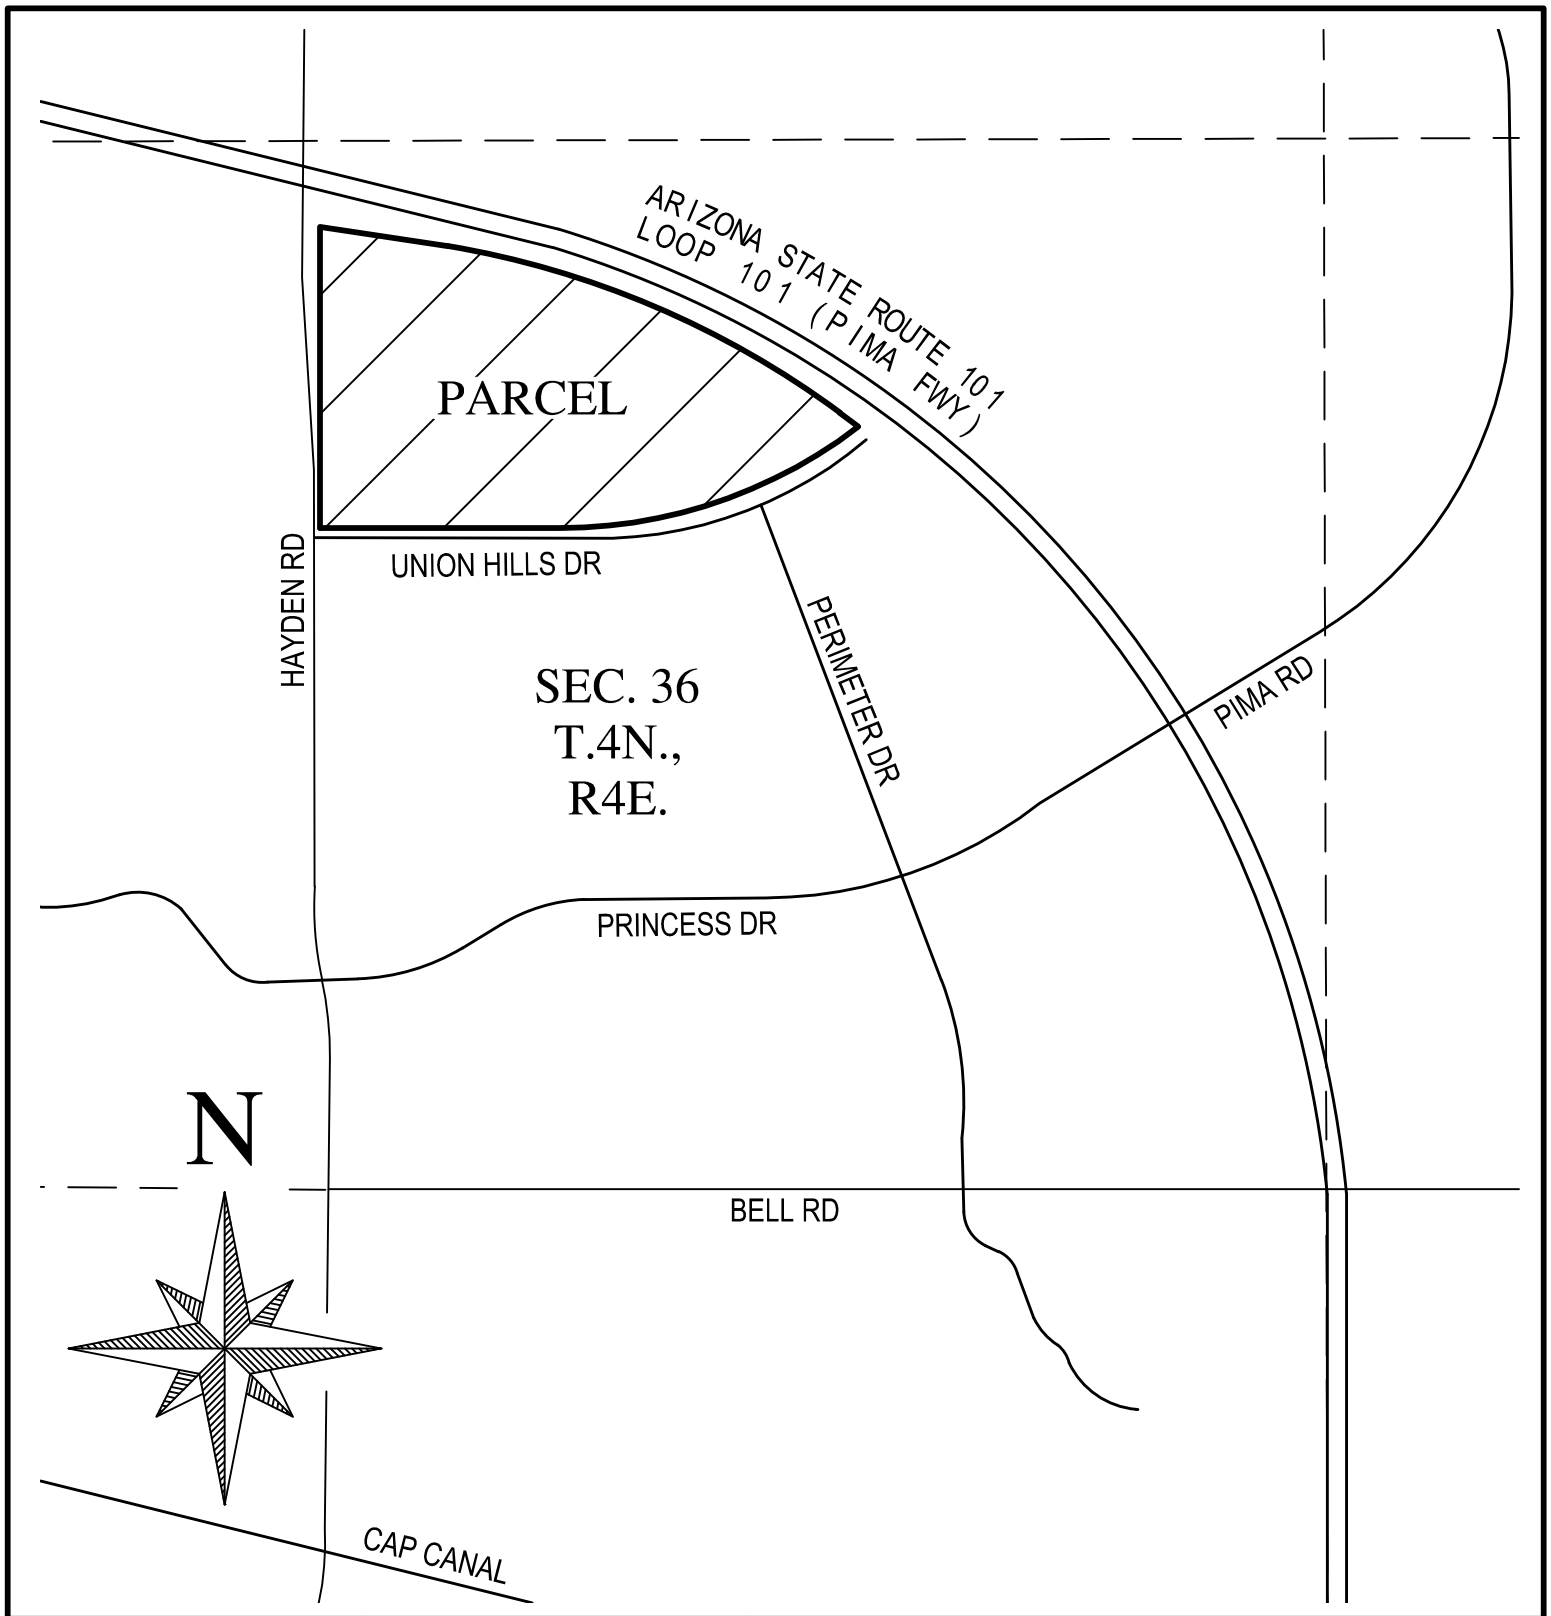 ARIZONA STATE ROUTE 101
LOOP 101 (PIMA FWY)
PARCEL
HAYDEN RD
UNION HILLS DR
PERIMETER DR
SEC. 36
T.4N.,
R4E.
PIMA RD
PRINCESS DR
N
BELL RD
CAP CANAL